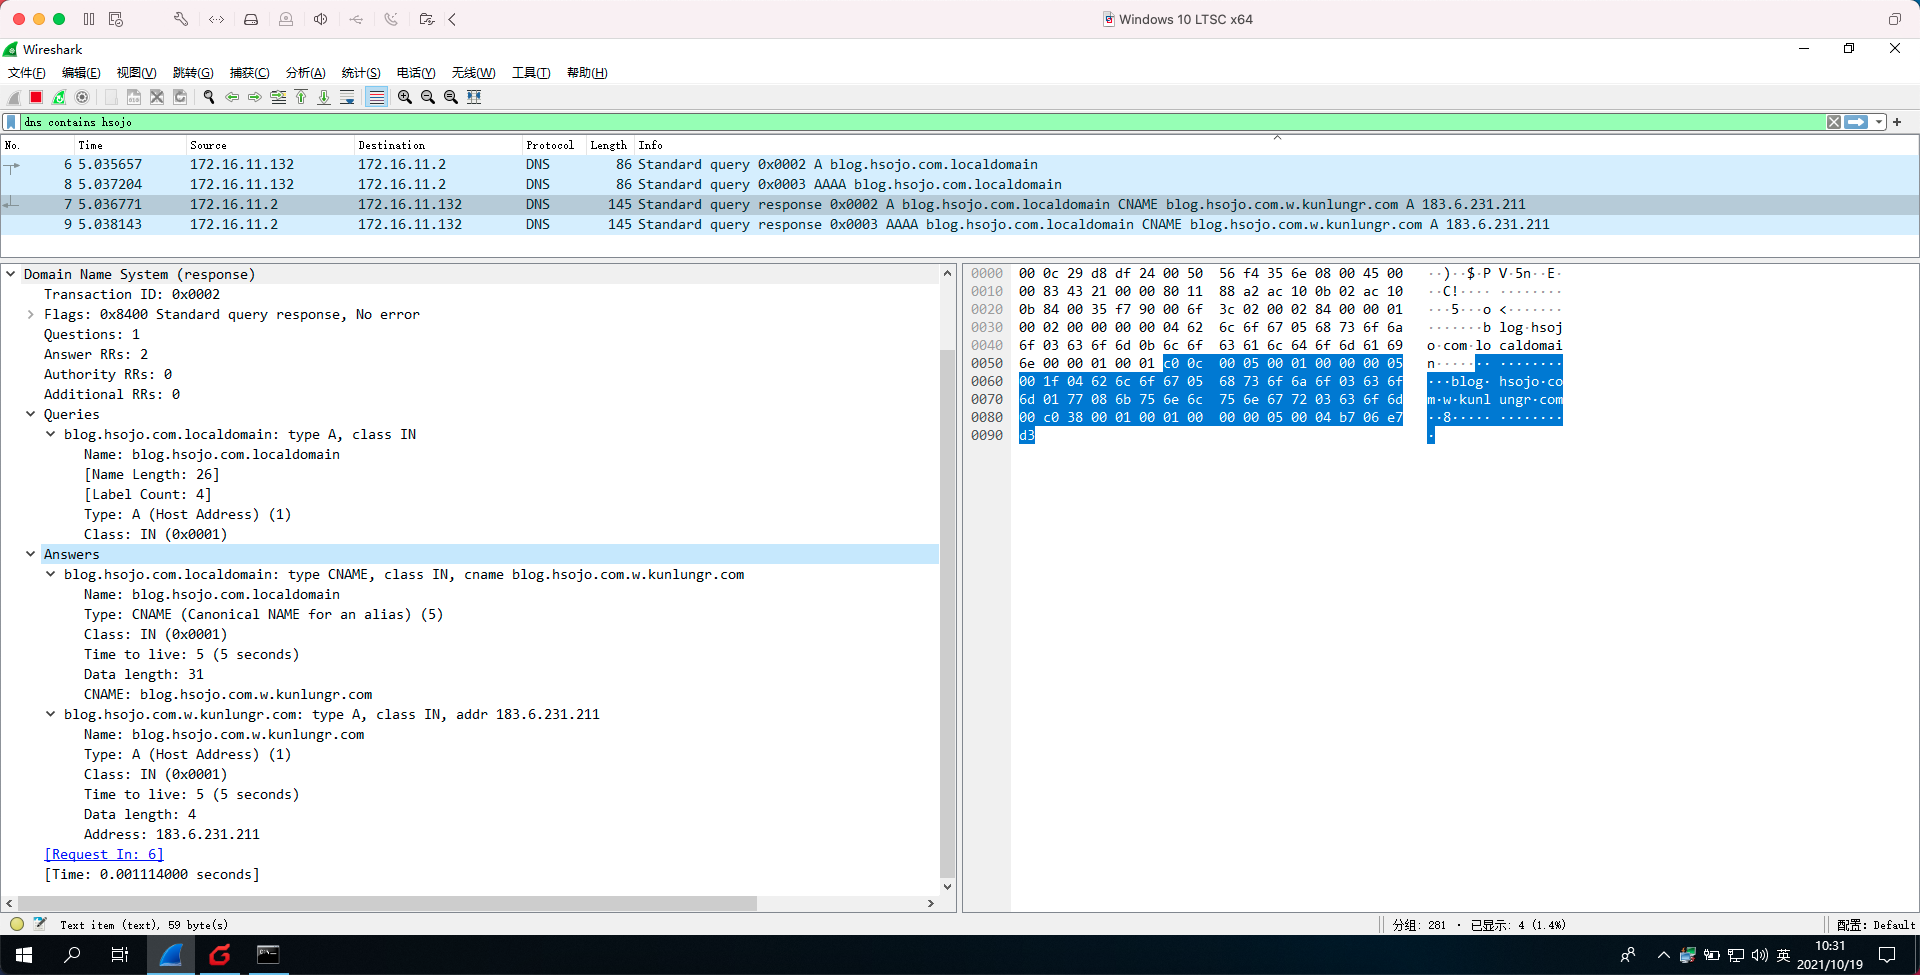 Windows 10 LTSC x64
Wireshark
文件(F) 编辑(E) 视图(V) 跳转(G) 捕获(C) 分析(A) 统计(S) 电话(Y) 无线(W) 工具(T) 帮助(H)
dns contains hsojo
No. Time Source Destination Protocol Length Info
6 5.035657 172.16.11.132 172.16.11.2 DNS 86 Standard query 0x0002 A blog.hsojo.com.localdomain
8 5.037204 172.16.11.132 172.16.11.2 DNS 86 Standard query 0x0003 AAAA blog.hsojo.com.localdomain
7 5.036771 172.16.11.2 172.16.11.132 DNS 145 Standard query response 0x0002 A blog.hsojo.com.localdomain CNAME blog.hsojo.com.w.kunlungr.com A 183.6.231.211
9 5.038143 172.16.11.2 172.16.11.132 DNS 145 Standard query response 0x0003 AAAA blog.hsojo.com.localdomain CNAME blog.hsojo.com.w.kunlungr.com A 183.6.231.211
Domain Name System (response)
Transaction ID: 0x0002
Flags: 0x8400 Standard query response, No error
Questions: 1
Answer RRs: 2
Authority RRs: 0
Additional RRs: 0
Queries
blog.hsojo.com.localdomain: type A, class IN
Name: blog.hsojo.com.localdomain
[Name Length: 26]
[Label Count: 4]
Type: A (Host Address) (1)
Class: IN (0x0001)
Answers
blog.hsojo.com.localdomain: type CNAME, class IN, cname blog.hsojo.com.w.kunlungr.com
Name: blog.hsojo.com.localdomain
Type: CNAME (Canonical NAME for an alias) (5)
Class: IN (0x0001)
Time to live: 5 (5 seconds)
Data length: 31
CNAME: blog.hsojo.com.w.kunlungr.com
blog.hsojo.com.w.kunlungr.com: type A, class IN, addr 183.6.231.211
Name: blog.hsojo.com.w.kunlungr.com
Type: A (Host Address) (1)
Class: IN (0x0001)
Time to live: 5 (5 seconds)
Data length: 4
Address: 183.6.231.211
[Request In: 6]
[Time: 0.001114000 seconds]
0000 00 0c 29 d8 df 24 00 50 56 f4 35 6e 08 00 45 00 ··)··$·P V·5n··E·
0010 00 83 43 21 00 00 80 11 88 a2 ac 10 0b 02 ac 10 ··C!···· ········
0020 0b 84 00 35 f7 90 00 6f 3c 02 00 02 84 00 00 01 ···5···o <·······
0030 00 02 00 00 00 00 04 62 6c 6f 67 05 68 73 6f 6a ·······b log·hsoj
0040 6f 03 63 6f 6d 0b 6c 6f 63 61 6c 64 6f 6d 61 69 o·com·lo caldomai
0050 6e 00 00 01 00 01 c0 0c 00 05 00 01 00 00 00 05 n······· ········
0060 00 1f 04 62 6c 6f 67 05 68 73 6f 6a 6f 03 63 6f ···blog· hsojo·co
0070 6d 01 77 08 6b 75 6e 6c 75 6e 67 72 03 63 6f 6d m·w·kunl ungr·com
0080 00 c0 38 00 01 00 01 00 00 00 05 00 04 b7 06 e7 ··8····· ········
0090 d3 ·
Text item (text), 59 byte(s)
分组: 281 · 已显示: 4 (1.4%)
配置: Default
英
10:31
2021/10/19